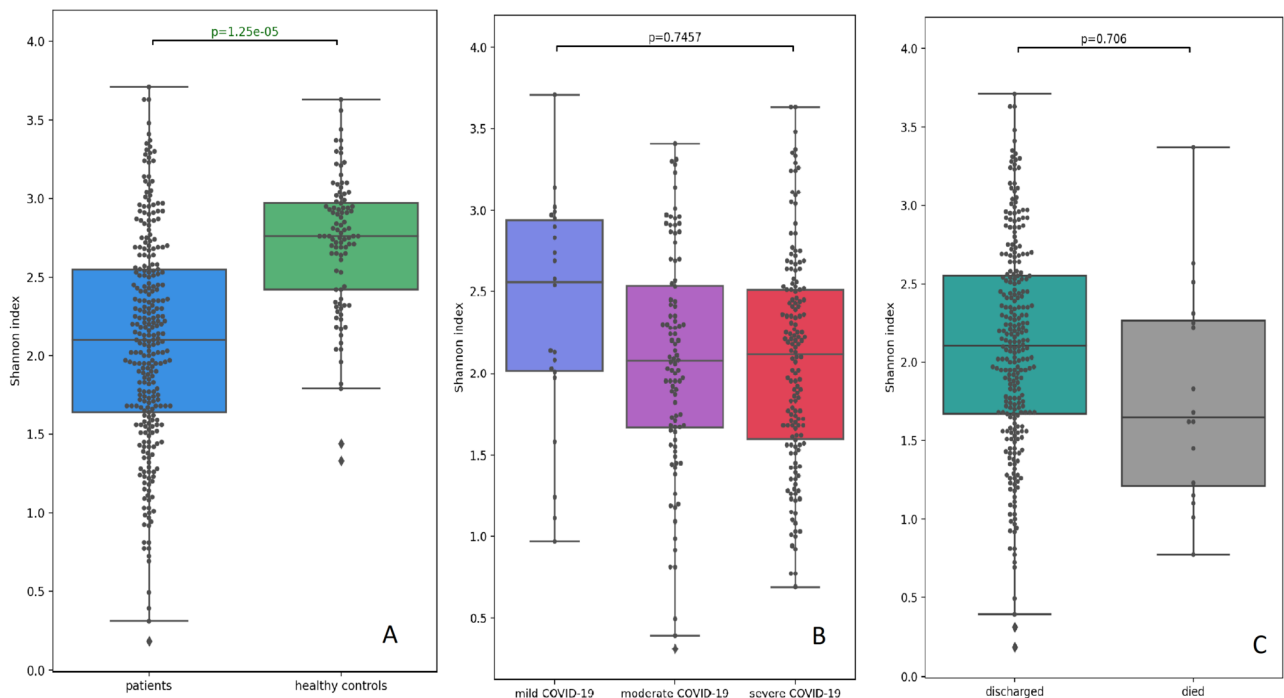 p=1.25e-05
4.0
3.5
3.0
2.5
2.0
1.5
1.0
0.5
0.0
Shannon index
patients
healthy controls
A
p=0.7457
4.0
3.5
3.0
2.5
2.0
1.5
1.0
0.5
Shannon index
mild COVID-19
moderate COVID-19
severe COVID-19
B
p=0.706
4.0
3.5
3.0
2.5
2.0
1.5
1.0
0.5
0.0
Shannon index
discharged
died
C